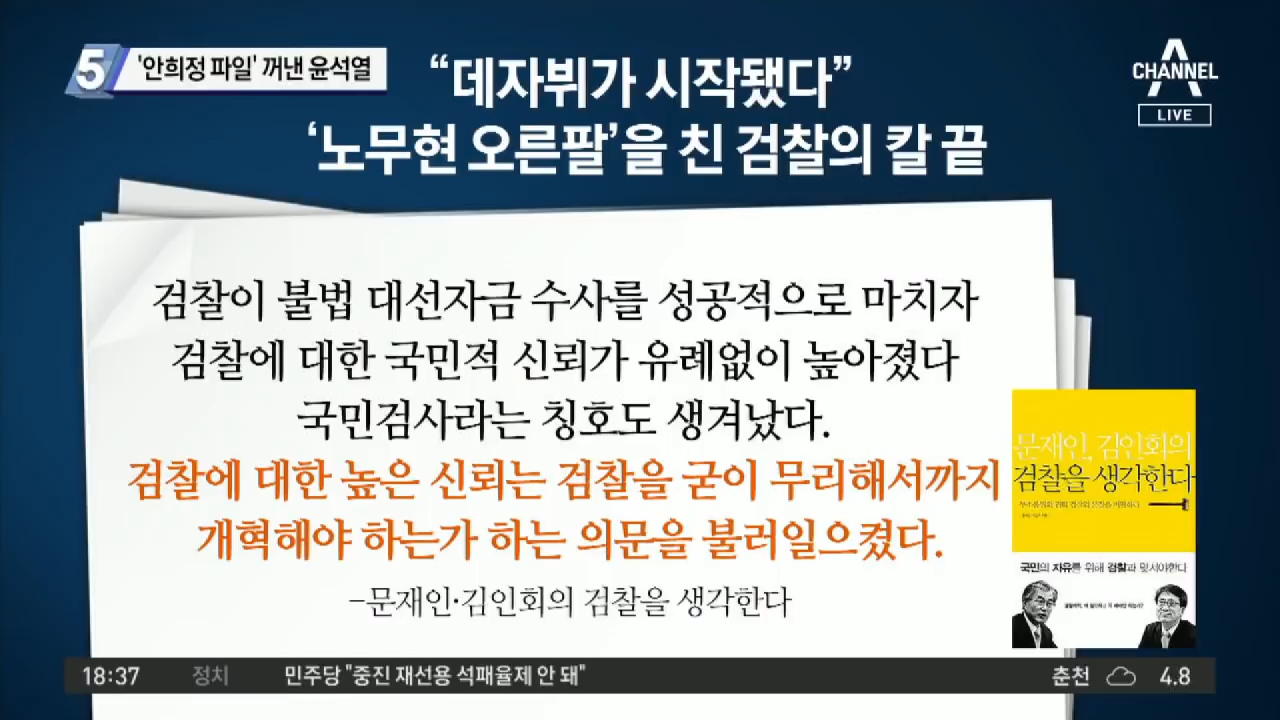 5 '안희정 파일' 꺼낸 윤석열
CHANNEL A
LIVE
“데자뷔가 시작됐다”
‘노무현 오른팔’을 친 검찰의 칼 끝
검찰이 불법 대선자금 수사를 성공적으로 마치자
검찰에 대한 국민적 신뢰가 유례없이 높아졌다
국민검사라는 칭호도 생겨났다.
검찰에 대한 높은 신뢰는 검찰을 굳이 무리해서까지
개혁해야 하는가 하는 의문을 불러일으켰다.
-문재인·김인회의 검찰을 생각한다
문재인, 김인회의
검찰을 생각한다
국민의 자유를 위해 검찰과 맞서야한다
18:37 정치 민주당 "중진 재선용 석패율제 안 돼" 춘천 4.8